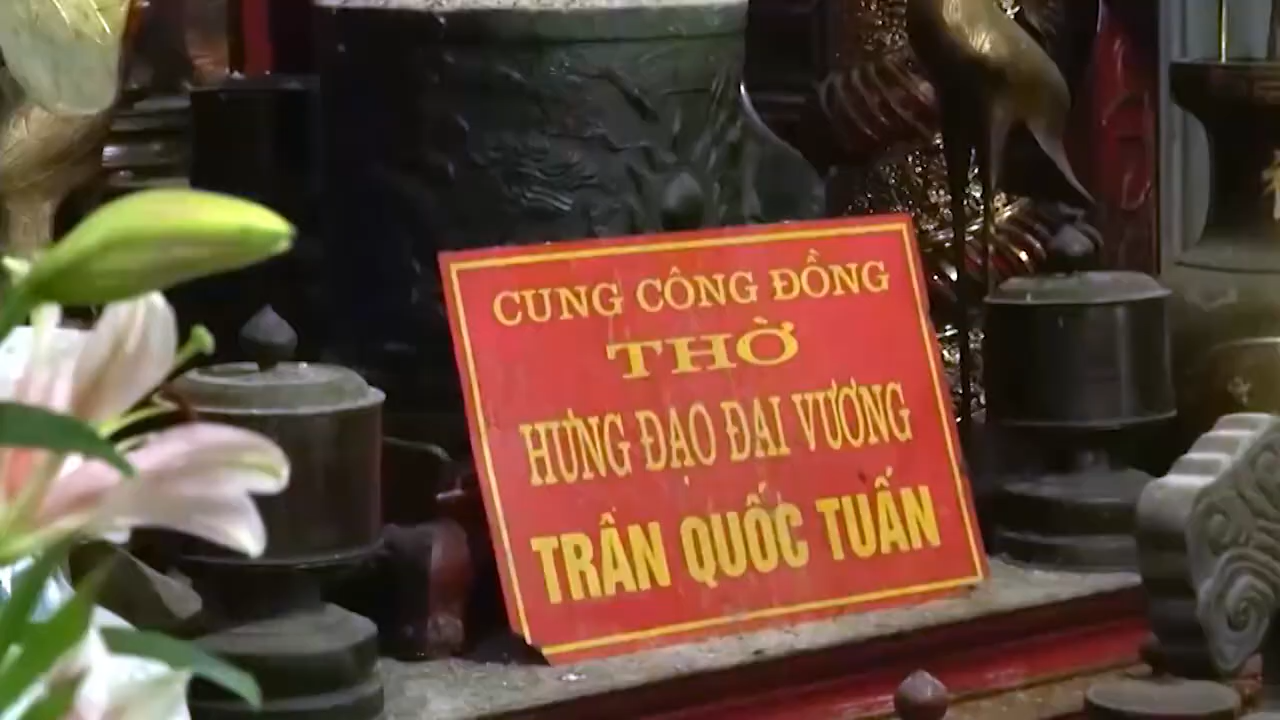 CUNG CÔNG ĐỒNG
THỜ
HƯNG ĐẠO ĐẠI VƯƠNG
TRẦN QUỐC TUẤN